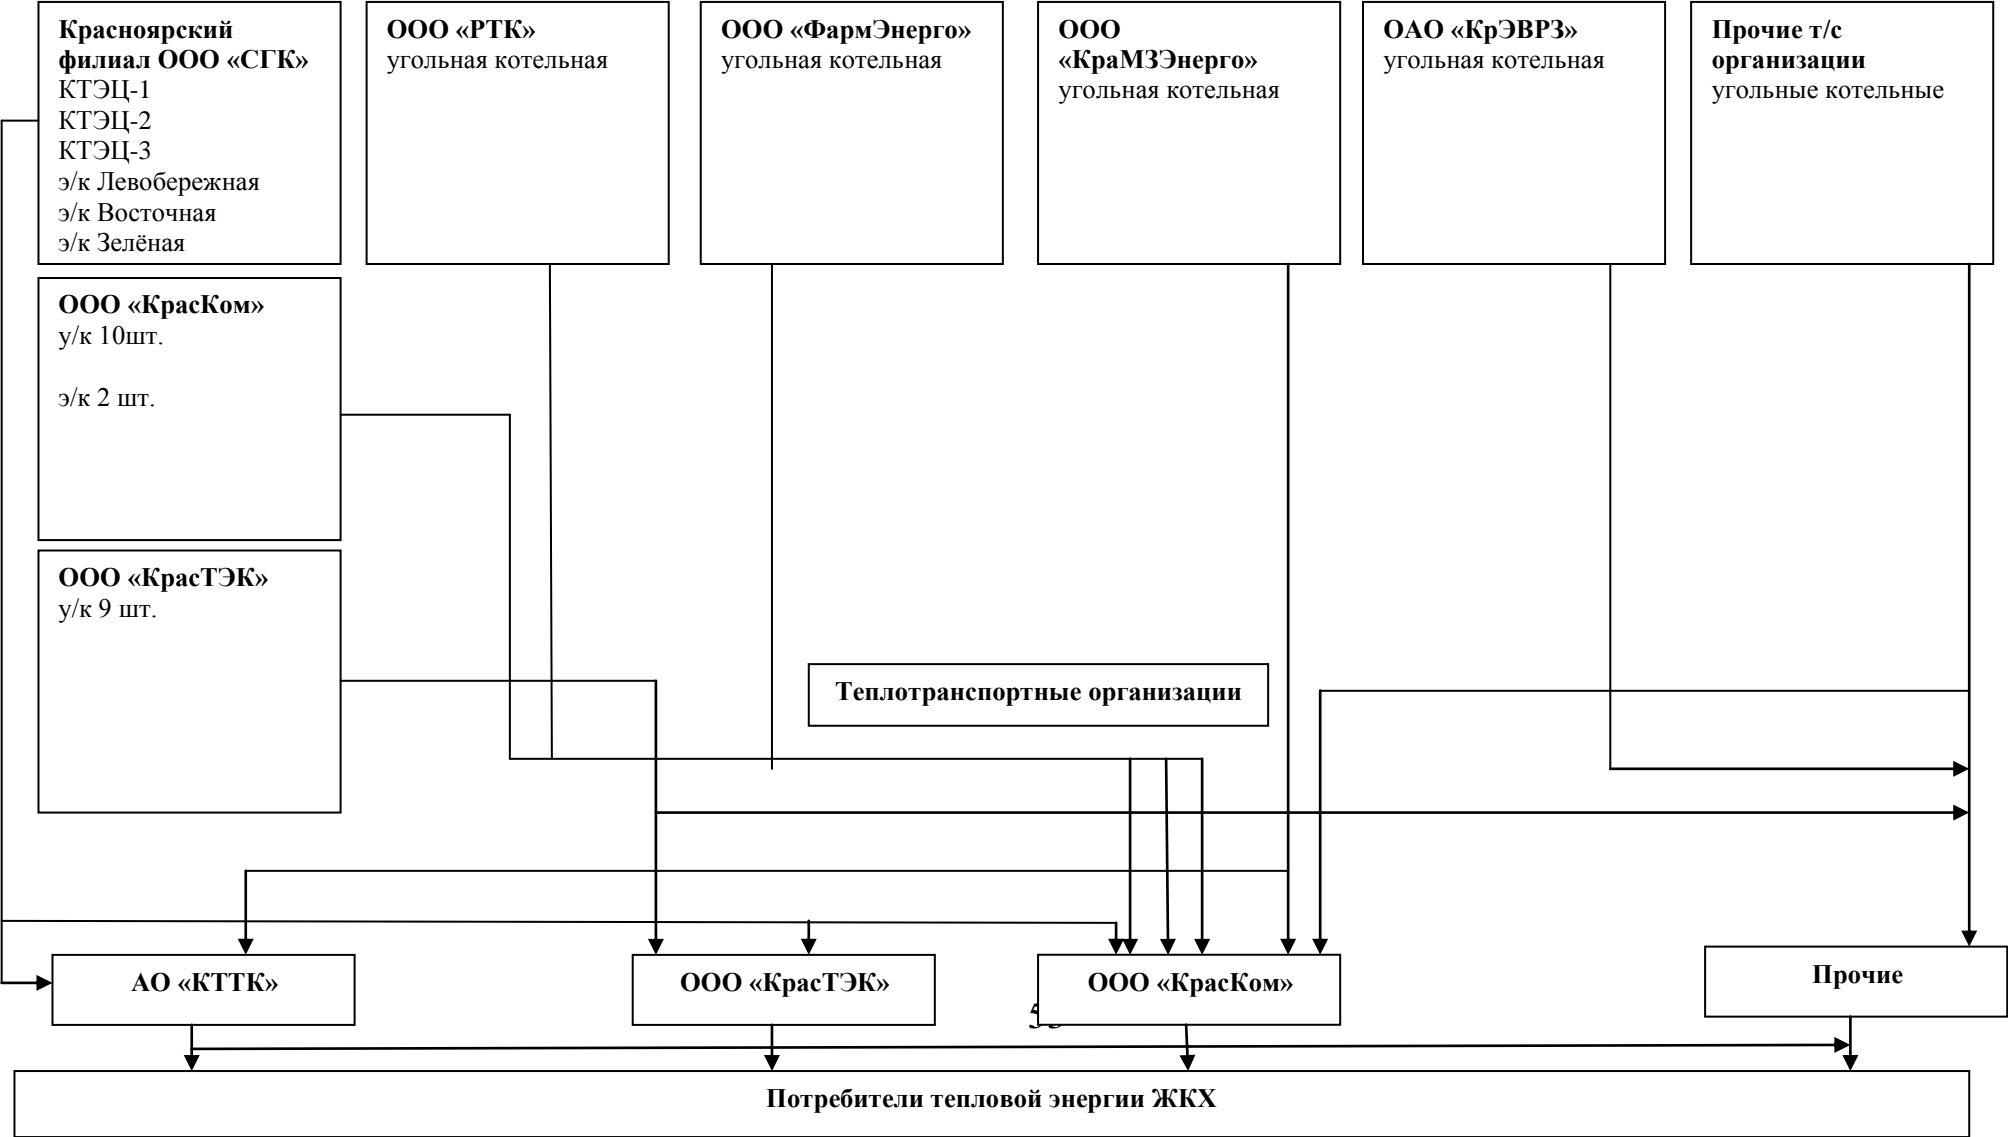 Красноярский
филиал ООО «СГК»
КТЭЦ-1
КТЭЦ-2
КТЭЦ-3
э/к Левобережная
э/к Восточная
э/к Зелёная
ООО «РТК»
угольная котельная
ООО «ФармЭнерго»
угольная котельная
ООО
«КраМЗЭнерго»
угольная котельная
ОАО «КрЭВРЗ»
угольная котельная
Прочие т/с
организации
угольные котельные
ООО «КрасКом»
у/к 10шт.
э/к 2 шт.
ООО «КрасТЭК»
у/к 9 шт.
Теплотранспортные организации
АО «КТТК»
ООО «КрасТЭК»
ООО «КрасКом»
Прочие
Потребители тепловой энергии ЖКХ